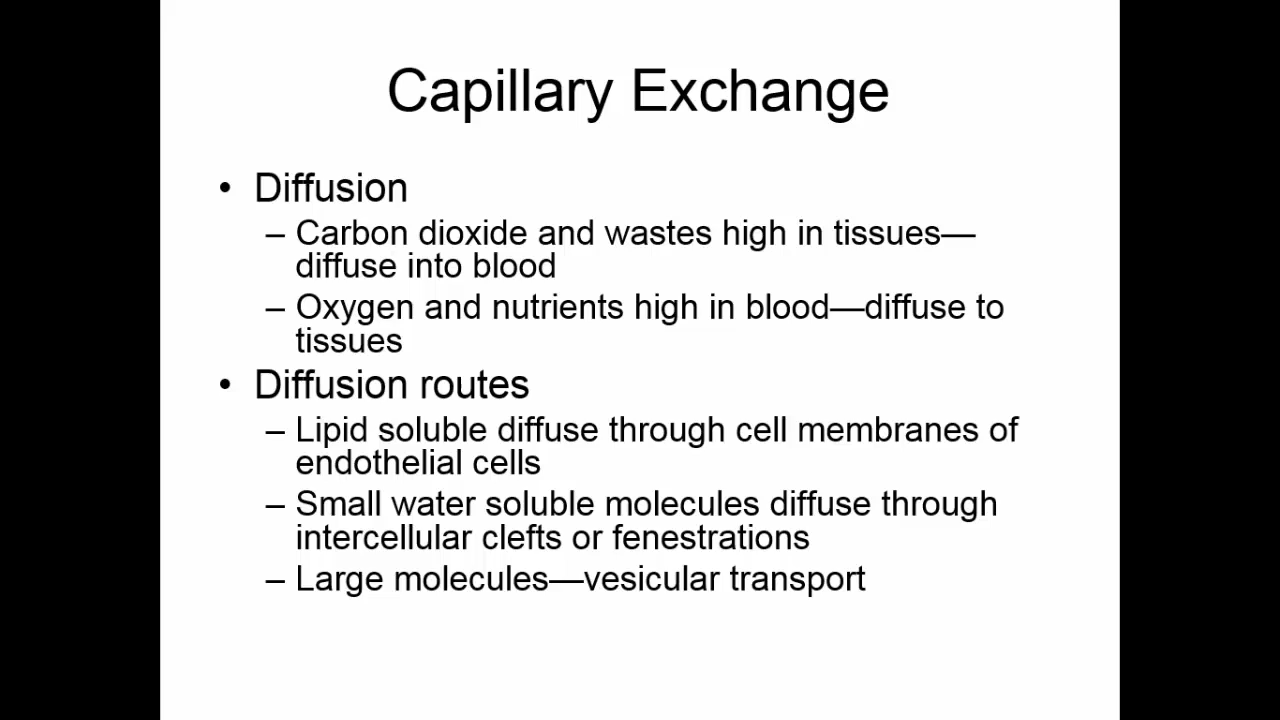 Capillary Exchange
• Diffusion
– Carbon dioxide and wastes high in tissues—
diffuse into blood
– Oxygen and nutrients high in blood—diffuse to
tissues
• Diffusion routes
– Lipid soluble diffuse through cell membranes of
endothelial cells
– Small water soluble molecules diffuse through
intercellular clefts or fenestrations
– Large molecules—vesicular transport